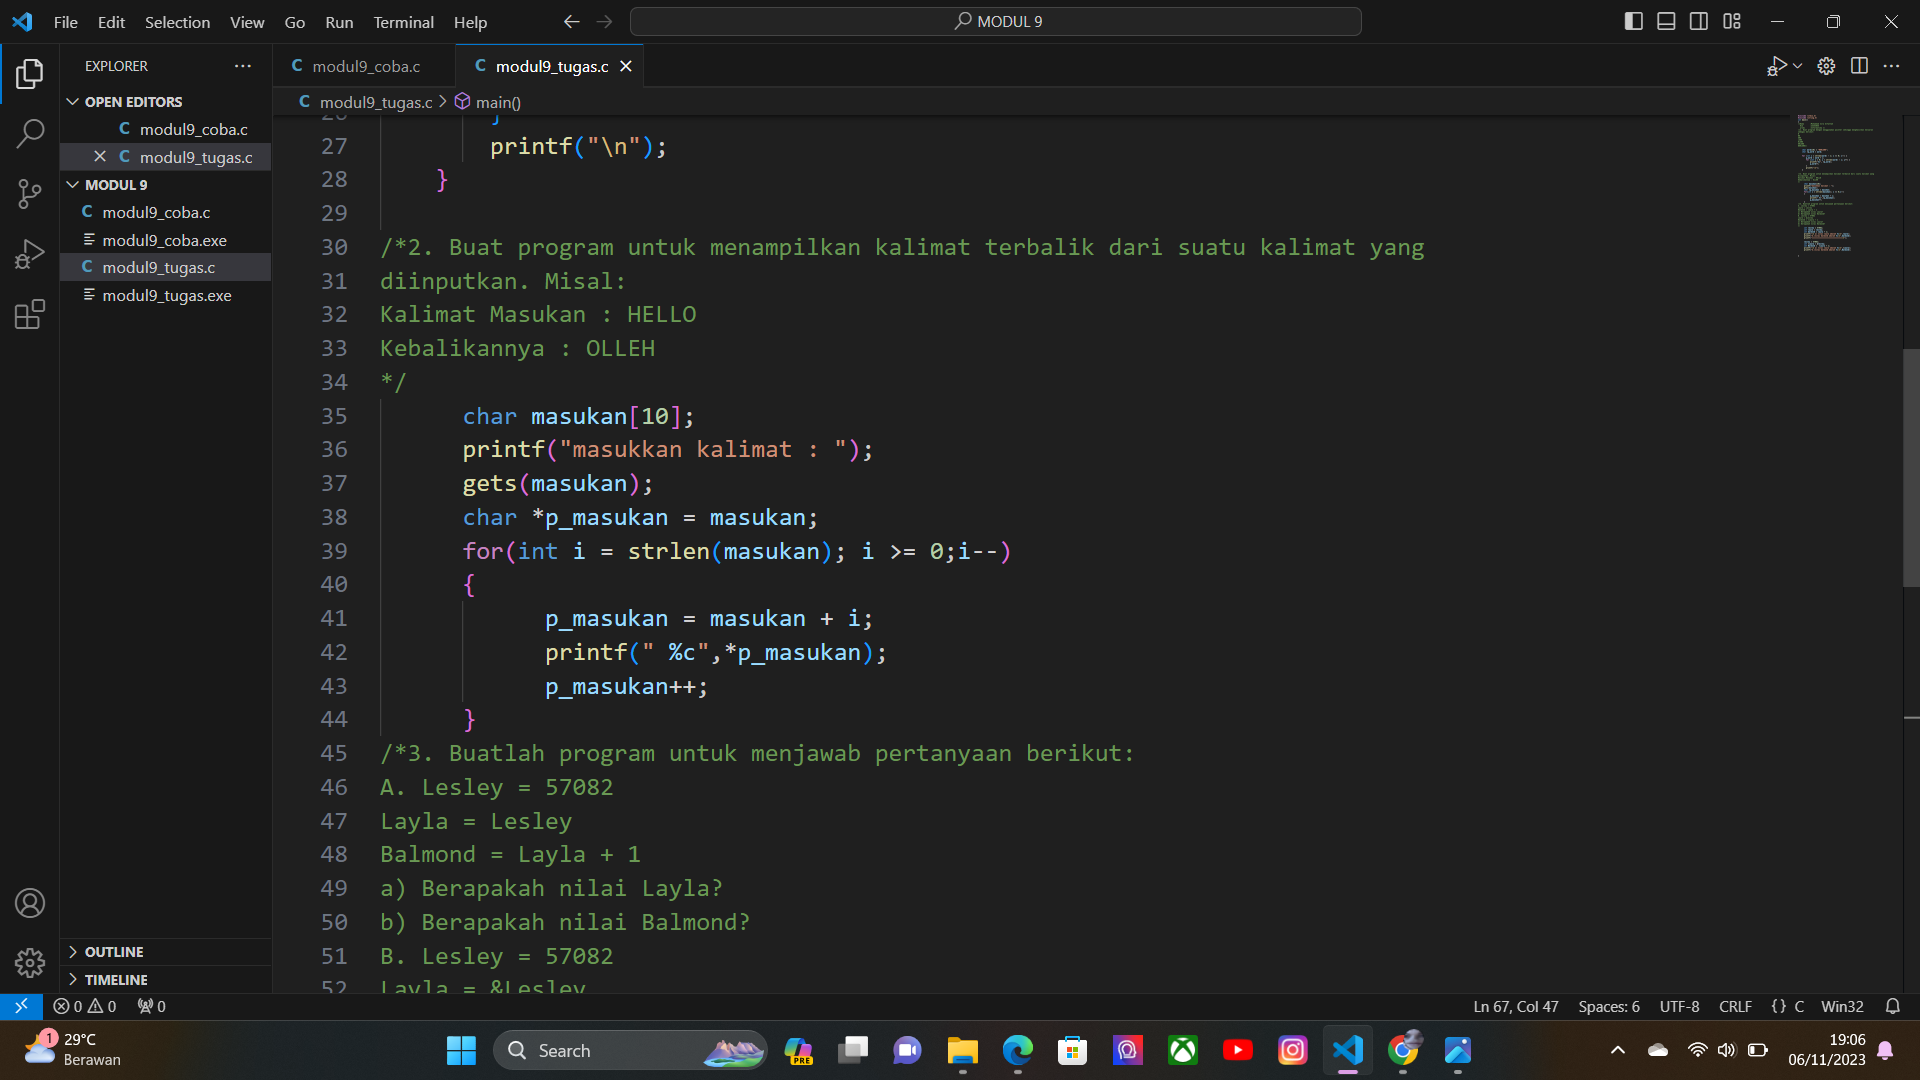 File Edit Selection View Go Run Terminal Help
MODUL 9
EXPLORER
OPEN EDITORS
C modul9_coba.c
C modul9_tugas.c
MODUL 9
C modul9_coba.c
modul9_coba.exe
C modul9_tugas.c
modul9_tugas.exe
OUTLINE
TIMELINE
C modul9_coba.c
C modul9_tugas.c
C modul9_tugas.c > main()
26 }
27 printf("\n");
28 }
29
30 /*2. Buat program untuk menampilkan kalimat terbalik dari suatu kalimat yang
31 diinputkan. Misal:
32 Kalimat Masukan : HELLO
33 Kebalikannya : OLLEH
34 */
35 char masukan[10];
36 printf("masukkan kalimat : ");
37 gets(masukan);
38 char *p_masukan = masukan;
39 for(int i = strlen(masukan); i >= 0;i--)
40 {
41 p_masukan = masukan + i;
42 printf(" %c",*p_masukan);
43 p_masukan++;
44 }
45 /*3. Buatlah program untuk menjawab pertanyaan berikut:
46 A. Lesley = 57082
47 Layla = Lesley
48 Balmond = Layla + 1
49 a) Berapakah nilai Layla?
50 b) Berapakah nilai Balmond?
51 B. Lesley = 57082
52 Layla = &Lesley
0 0 0
Ln 67, Col 47 Spaces: 6 UTF-8 CRLF {} C Win32
1
29°C
Berawan
Search
PRE
19:06
06/11/2023